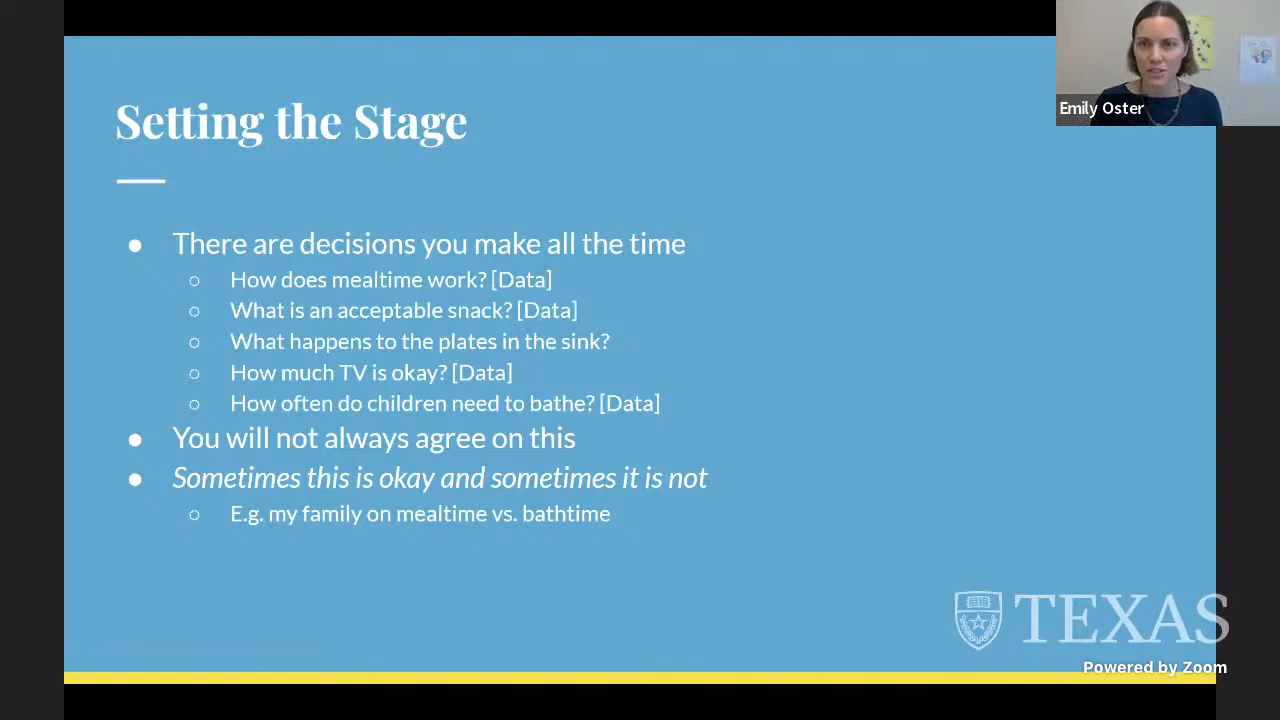 Emily Oster
Setting the Stage
● There are decisions you make all the time
○ How does mealtime work? [Data]
○ What is an acceptable snack? [Data]
○ What happens to the plates in the sink?
○ How much TV is okay? [Data]
○ How often do children need to bathe? [Data]
● You will not always agree on this
● Sometimes this is okay and sometimes it is not
○ E.g. my family on mealtime vs. bathtime
TEXAS
Powered by Zoom